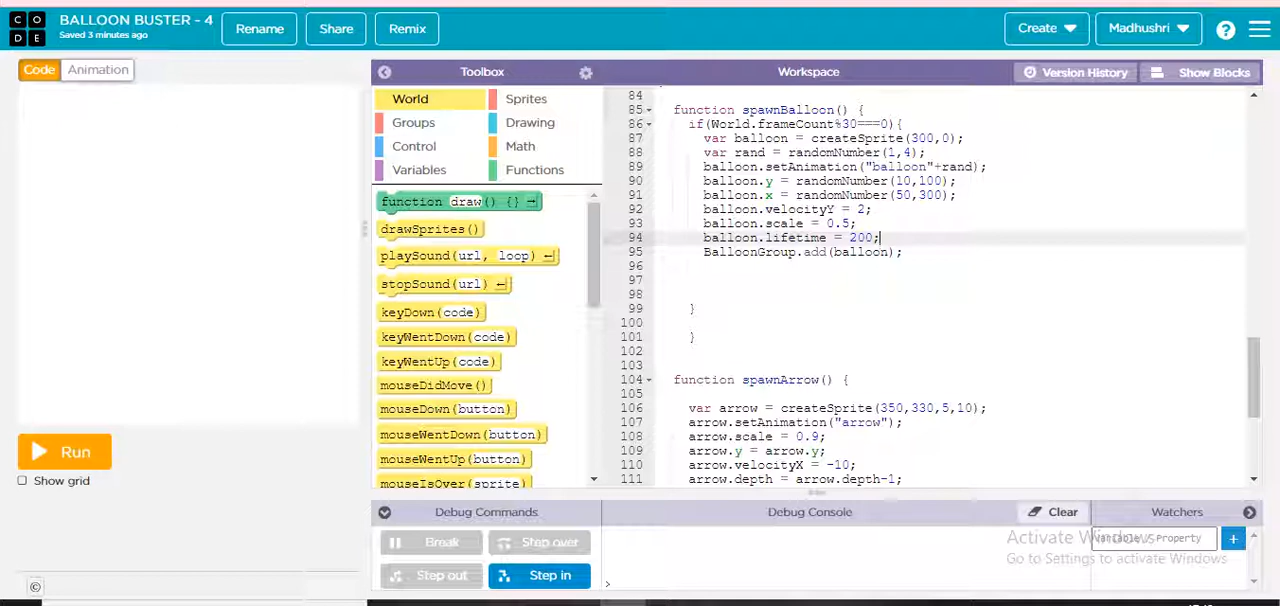 CODE
BALLOON BUSTER - 4
Saved 3 minutes ago
Rename
Share
Remix
Create
Madhushri
?
Code
Animation
Toolbox
Workspace
Version History
Show Blocks
World
Sprites
Groups
Drawing
Control
Math
Variables
Functions
function draw() {}
drawSprites()
playSound(url, loop)
stopSound(url)
keyDown(code)
keyWentDown(code)
keyWentUp(code)
mouseDidMove()
mouseDown(button)
mouseWentDown(button)
mouseWentUp(button)
mouseIsOver(sprite)
84
85 function spawnBalloon() {
86 if(World.frameCount%30===0){
87 var balloon = createSprite(300,0);
88 var rand = randomNumber(1,4);
89 balloon.setAnimation("balloon"+rand);
90 balloon.y = randomNumber(10,100);
91 balloon.x = randomNumber(50,300);
92 balloon.velocityY = 2;
93 balloon.scale = 0.5;
94 balloon.lifetime = 200;
95 BalloonGroup.add(balloon);
96
97
98
99 }
100
101 }
102
103
104 function spawnArrow() {
105
106 var arrow = createSprite(350,330,5,10);
107 arrow.setAnimation("arrow");
108 arrow.scale = 0.9;
109 arrow.y = arrow.y;
110 arrow.velocityX = -10;
111 arrow.depth = arrow.depth-1;
Run
Show grid
©
Debug Commands
Debug Console
Clear
Watchers
Break
Step over
Step out
Step in
Variable / Property
+
>
Activate Windows
Go to Settings to activate Windows